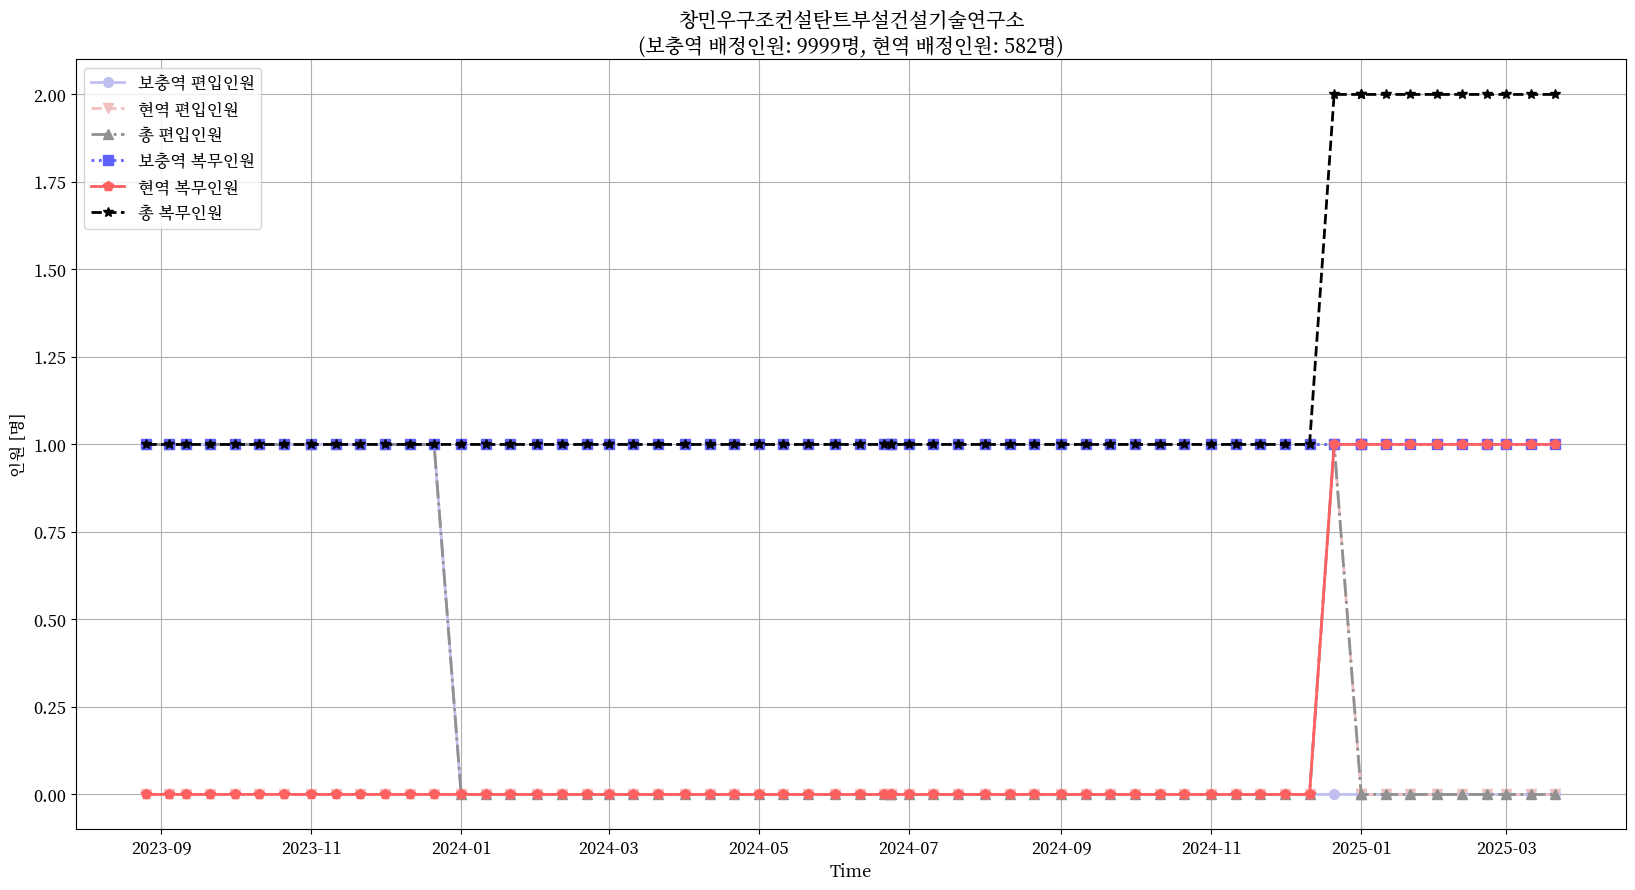 창민우구조컨설탄트부설건설기술연구소
(보충역 배정인원: 9999명, 현역 배정인원: 582명)
보충역 편입인원
현역 편입인원
총 편입인원
보충역 복무인원
현역 복무인원
총 복무인원
2.00
1.75
1.50
1.25
1.00
0.75
0.50
0.25
0.00
인원 [명]
2023-09
2023-11
2024-01
2024-03
2024-05
2024-07
2024-09
2024-11
2025-01
2025-03
Time